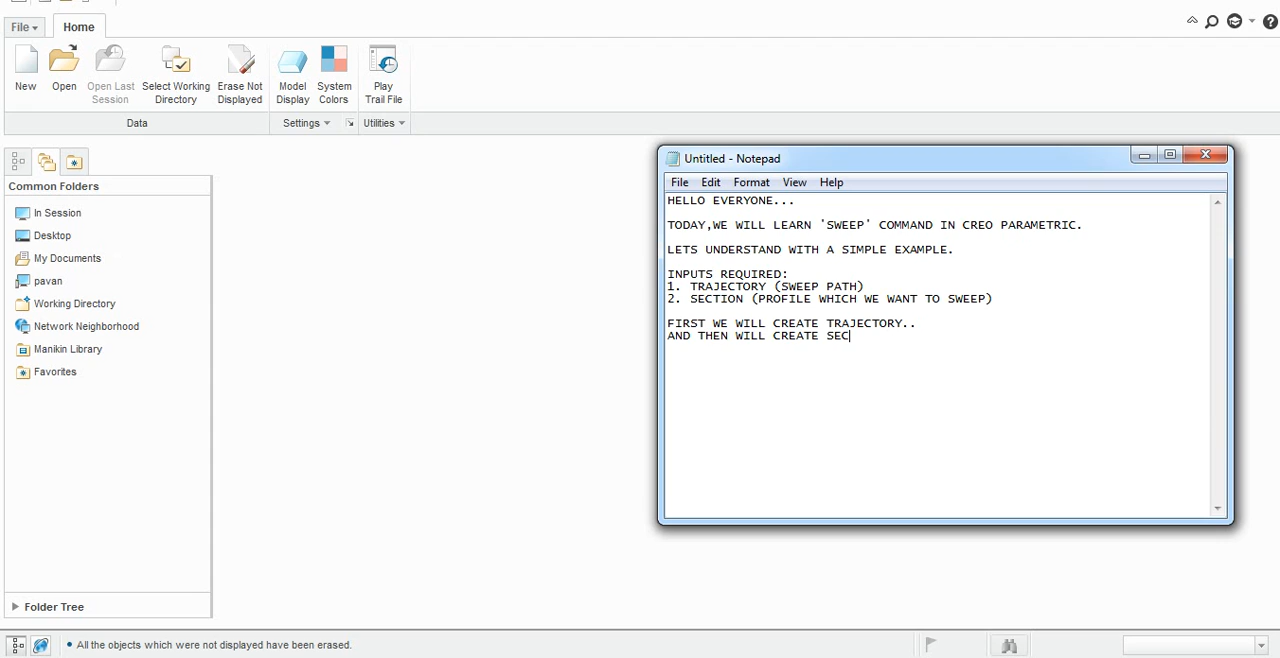 File
Home
New
Open
Open Last Session
Select Working Directory
Erase Not Displayed
Model Display
System Colors
Play Trail File
Data
Settings
Utilities
Common Folders
In Session
Desktop
My Documents
pavan
Working Directory
Network Neighborhood
Manikin Library
Favorites
Folder Tree
Untitled - Notepad
File Edit Format View Help
HELLO EVERYONE...
TODAY,WE WILL LEARN 'SWEEP' COMMAND IN CREO PARAMETRIC.
LETS UNDERSTAND WITH A SIMPLE EXAMPLE.
INPUTS REQUIRED:
1. TRAJECTORY (SWEEP PATH)
2. SECTION (PROFILE WHICH WE WANT TO SWEEP)
FIRST WE WILL CREATE TRAJECTORY..
AND THEN WILL CREATE SEC
All the objects which were not displayed have been erased.